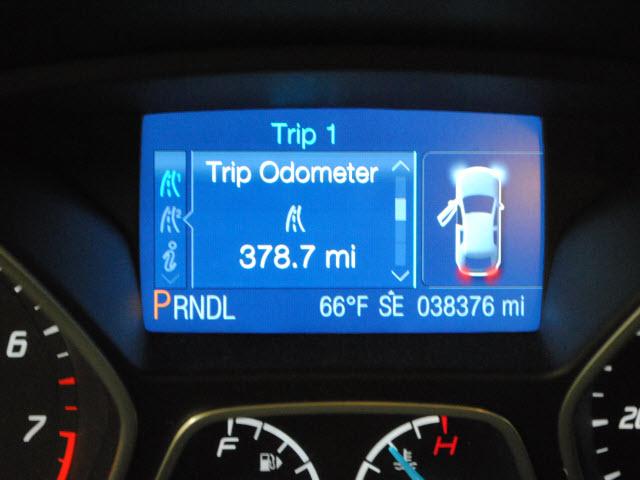 Trip 1
Trip Odometer
378.7 mi
PRNDL 66°F SE 038376 mi
6
7
F H